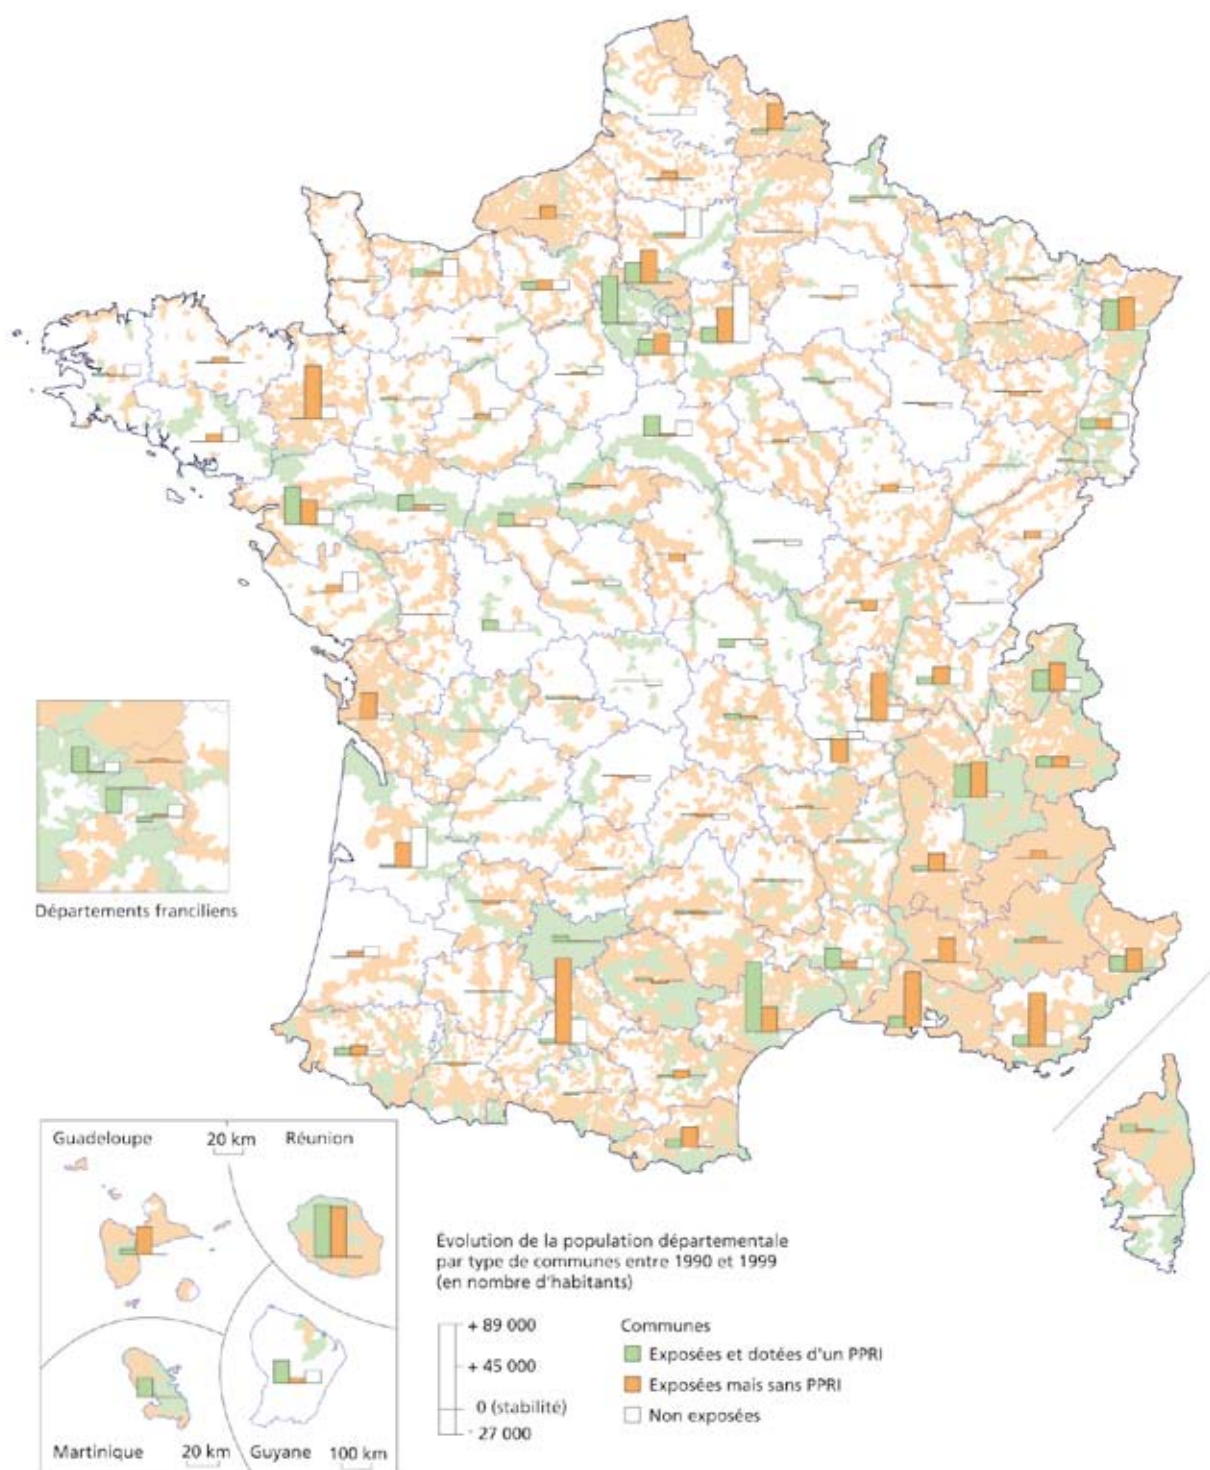 Départements franciliens
Guadeloupe
20 km
Réunion
Martinique
20 km
Guyane
100 km
Évolution de la population départementale
par type de communes entre 1990 et 1999
(en nombre d'habitants)
+ 89 000
+ 45 000
0 (stabilité)
- 27 000
Communes
Exposées et dotées d'un PPRI
Exposées mais sans PPRI
Non exposées